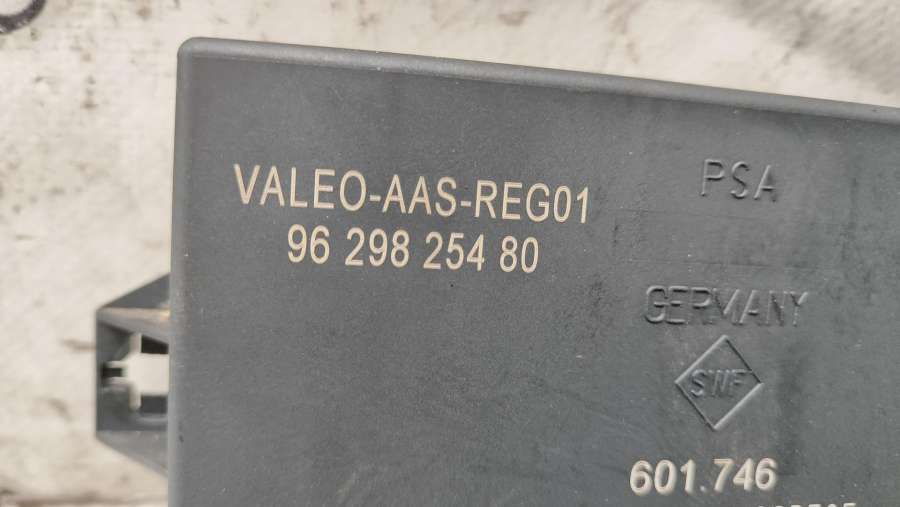 VALEO-AAS-REG01
96 298 254 80
PSA
GERMANY
SWF
601.746